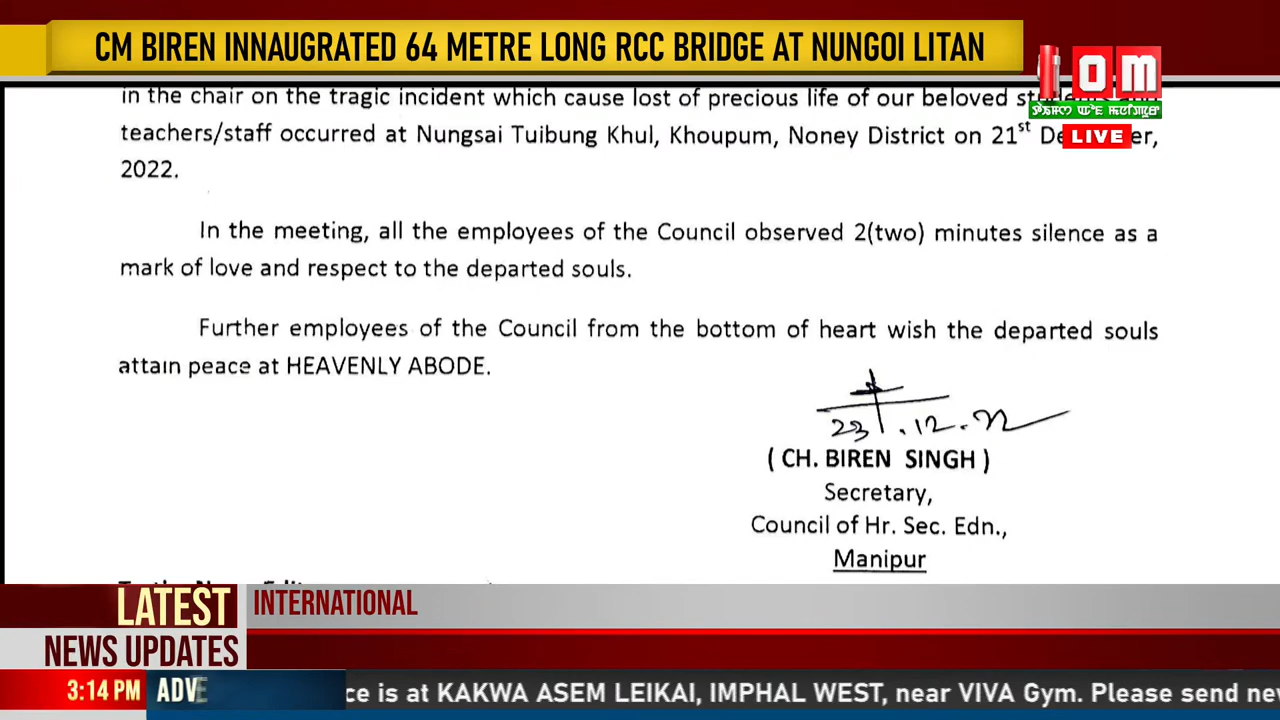 CM BIREN INNAUGRATED 64 METRE LONG RCC BRIDGE AT NUNGOI LITAN
IOM
LIVE
in the chair on the tragic incident which cause lost of precious life of our beloved
teachers/staff occurred at Nungsai Tuibung Khul, Khoupum, Noney District on 21st
2022.
In the meeting, all the employees of the Council observed 2(two) minutes silence as a
mark of love and respect to the departed souls.
Further employees of the Council from the bottom of heart wish the departed souls
attain peace at HEAVENLY ABODE.
23.12.22
( CH. BIREN SINGH )
Secretary,
Council of Hr. Sec. Edn.,
Manipur
LATEST
NEWS UPDATES
INTERNATIONAL
3:14 PM
ADVE
ce is at KAKWA ASEM LEIKAI, IMPHAL WEST, near VIVA Gym. Please send new